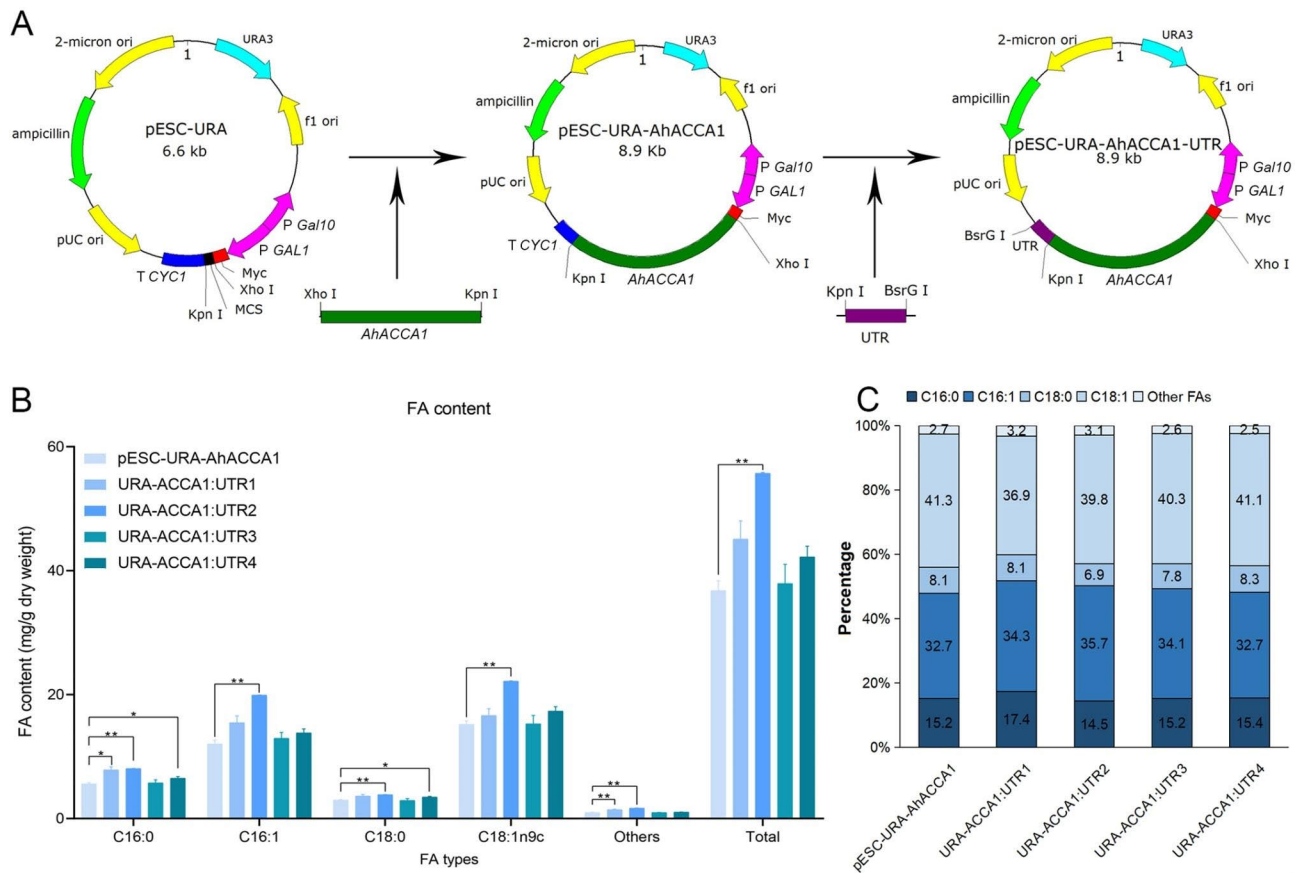 A
2-micron ori
1
URA3
ampicillin
f1 ori
pESC-URA
6.6 kb
pUC ori
P Gal10
P GAL1
T CYC1
Myc
Xho I
Kpn I
MCS
Xho I
Kpn I
AhACCA1
2-micron ori
1
URA3
ampicillin
f1 ori
pESC-URA-AhACCA1
8.9 Kb
pUC ori
P Gal10
P GAL1
Myc
T CYC1
Xho I
Kpn I
AhACCA1
Kpn I
BsrG I
UTR
2-micron ori
1
URA3
ampicillin
f1 ori
pESC-URA-AhACCA1-UTR
8.9 kb
pUC ori
P Gal10
P GAL1
Myc
BsrG I
UTR
Xho I
Kpn I
AhACCA1
B
FA content
pESC-URA-AhACCA1
URA-ACCA1:UTR1
URA-ACCA1:UTR2
URA-ACCA1:UTR3
URA-ACCA1:UTR4
FA content (mg/g dry weight)
60
40
20
0
*
**
*
**
*
**
**
**
**
**
C16:0
C16:1
C18:0
C18:1n9c
Others
Total
FA types
C
C16:0 C16:1 C18:0 C18:1 Other FAs
Percentage
100%
80%
60%
40%
20%
0%
2.7 3.2 3.1 2.6 2.5
41.3 36.9 39.8 40.3 41.1
8.1 8.1 6.9 7.8 8.3
32.7 34.3 35.7 34.1 32.7
15.2 17.4 14.5 15.2 15.4
pESC-URA-AhACCA1
URA-ACCA1:UTR1
URA-ACCA1:UTR2
URA-ACCA1:UTR3
URA-ACCA1:UTR4